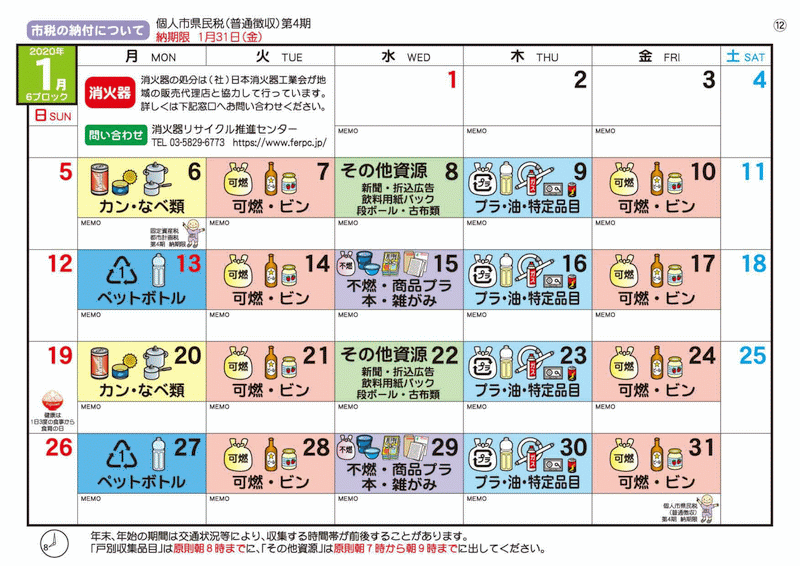 市税の納付について
個人市県民税(普通徴収)第4期
納期限 1月31日(金)
⑫
2020年
1月
6ブロック
日 SUN
月 MON
火 TUE
水 WED
木 THU
金 FRI
土 SAT
消火器
消火器の処分は(社)日本消火器工業会が地
域の販売代理店と協力して行っています。
詳しくは下記窓口へお問い合わせください。
問い合わせ
消火器リサイクル推進センター
TEL 03-5829-6773 https://www.ferpc.jp/
1
MEMO
2
MEMO
3
MEMO
4
5
6
カン・なべ類
MEMO
固定資産税
都市計画税
第4期 納期限
7
可燃
可燃・ビン
MEMO
その他資源 8
新聞・折込広告
飲料用紙パック
段ボール・古布類
MEMO
9
プラ
プラ・油・特定品目
MEMO
10
可燃
可燃・ビン
MEMO
11
12
13
1
ペットボトル
MEMO
14
可燃
可燃・ビン
MEMO
15
不燃
不燃・商品プラ
本・雑がみ
MEMO
16
プラ
プラ・油・特定品目
MEMO
17
可燃
可燃・ビン
MEMO
18
19
健康は
1日3度の食事から
食育の日
20
カン・なべ類
MEMO
21
可燃
可燃・ビン
MEMO
その他資源 22
新聞・折込広告
飲料用紙パック
段ボール・古布類
MEMO
23
プラ
プラ・油・特定品目
MEMO
24
可燃
可燃・ビン
MEMO
25
26
27
1
ペットボトル
MEMO
28
可燃
可燃・ビン
MEMO
29
不燃
不燃・商品プラ
本・雑がみ
MEMO
30
プラ
プラ・油・特定品目
MEMO
31
可燃
可燃・ビン
MEMO
個人市県民税
(普通徴収)
第4期 納期限
8
年末、年始の期間は交通状況等により、収集する時間帯が前後することがあります。
「戸別収集品目」は原則朝8時までに、「その他資源」は原則朝7時から朝9時までに出してください。